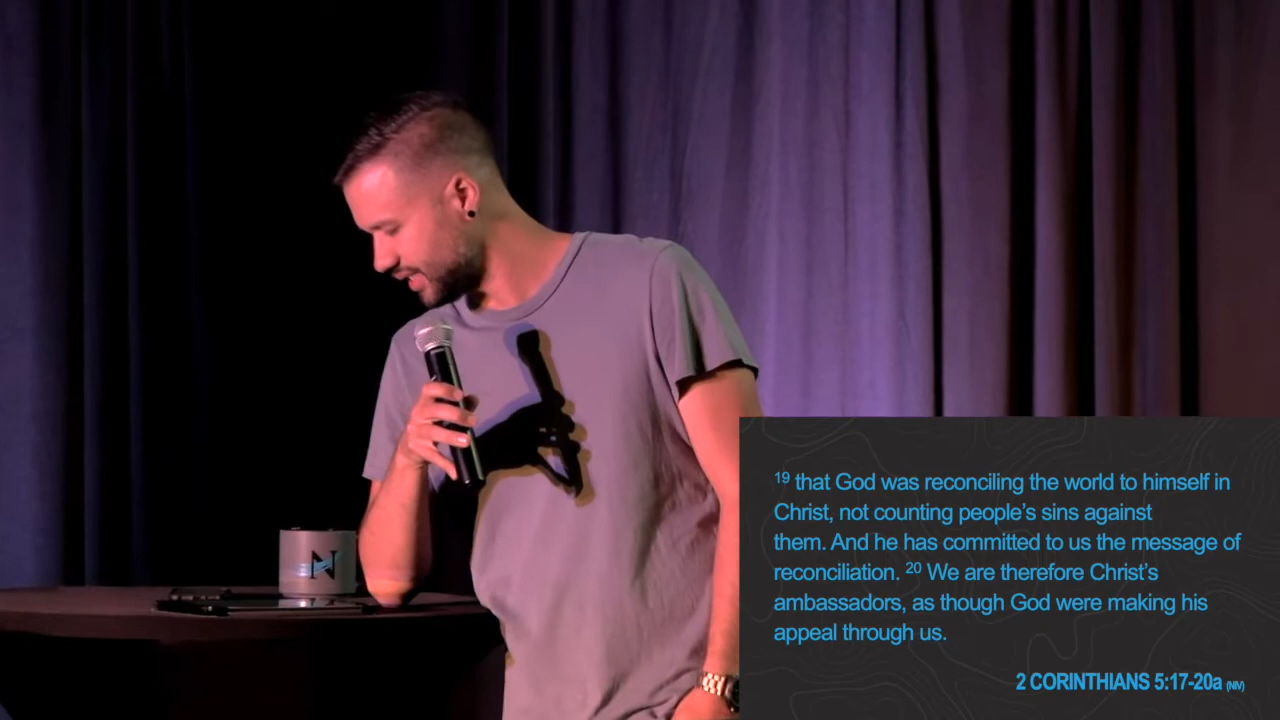 N
19 that God was reconciling the world to himself in
Christ, not counting people’s sins against
them. And he has committed to us the message of
reconciliation. 20 We are therefore Christ’s
ambassadors, as though God were making his
appeal through us.
2 CORINTHIANS 5:17-20a (NIV)